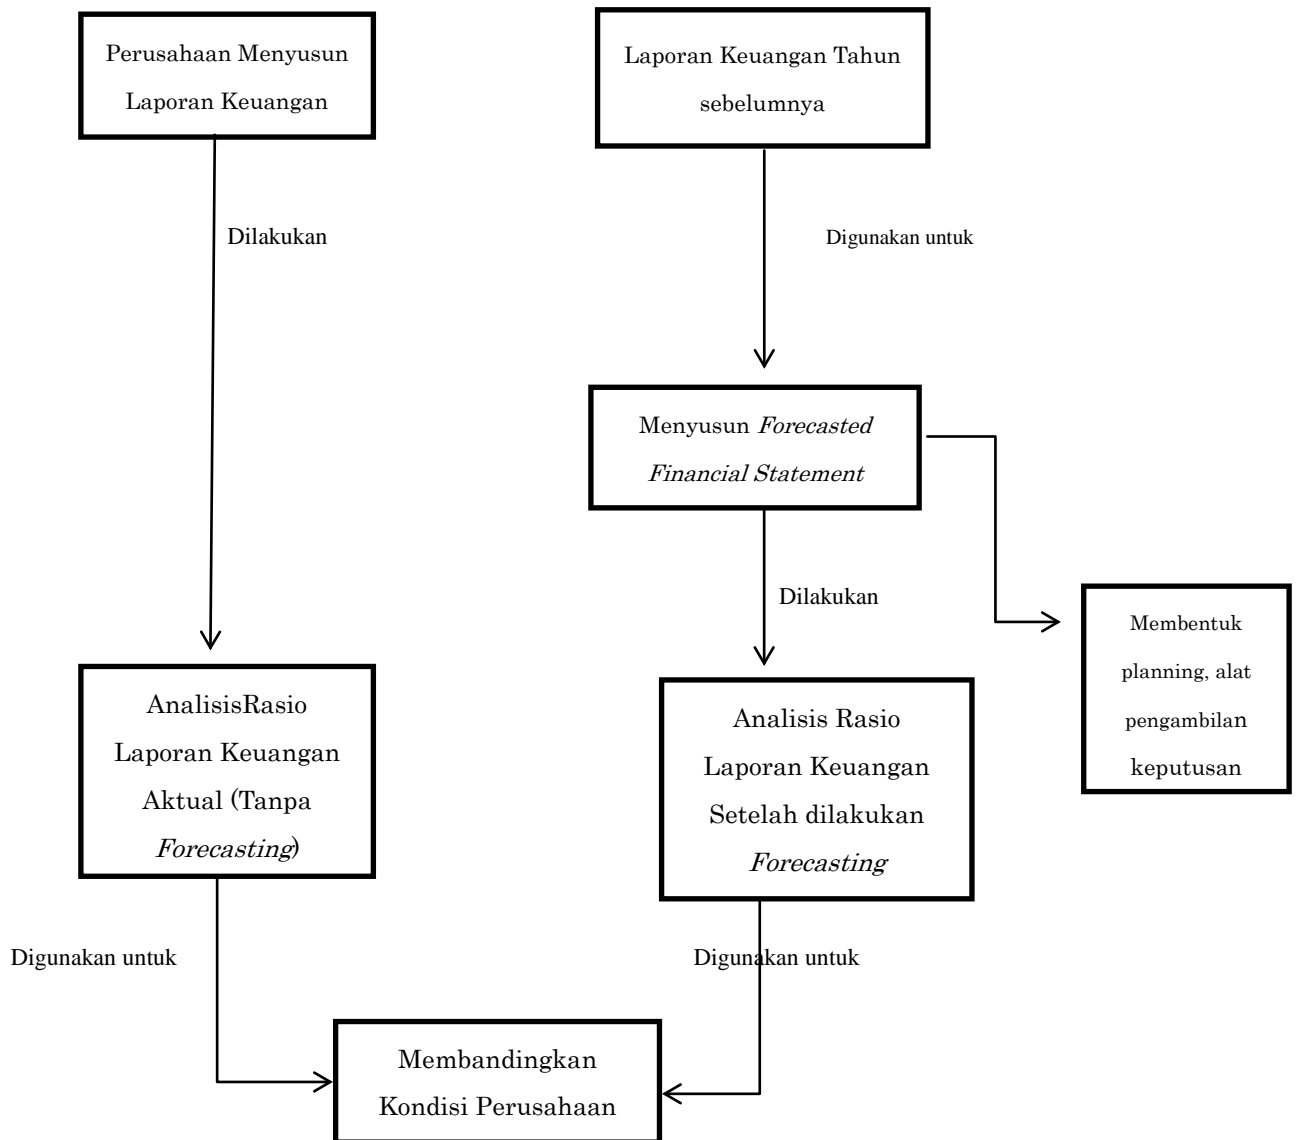 Perusahaan Menyusun
Laporan Keuangan
Laporan Keuangan Tahun
sebelumnya
Dilakukan
Digunakan untuk
Menyusun Forecasted
Financial Statement
Dilakukan
Membentuk
planning, alat
pengambilan
keputusan
AnalisisRasio
Laporan Keuangan
Aktual (Tanpa
Forecasting)
Analisis Rasio
Laporan Keuangan
Setelah dilakukan
Forecasting
Digunakan untuk
Digunakan untuk
Membandingkan
Kondisi Perusahaan